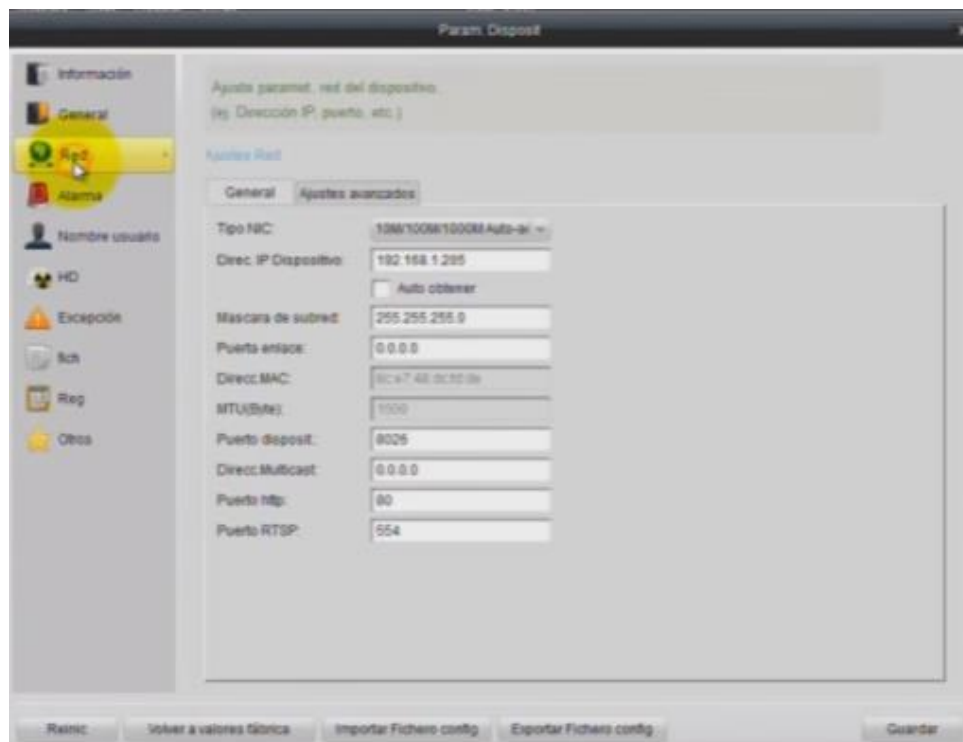 Param. Disposit
Información
General
Red
Alarma
Nombre usuario
HD
Excepción
fich
Reg
Otros
Ajuste paramet. red del dispositivo.
(ej. Dirección IP, puerto, etc.)
Ajustes Red
General Ajustes avanzados
Tipo NIC: 10M/100M/1000M Auto-ad
Direc. IP Dispositivo: 192.168.1.205
Auto obtener
Mascara de subred: 255.255.255.0
Puerta enlace: 0.0.0.0
Direcc.MAC:
MTU(Byte): 1500
Puerto disposit.: 8026
Direcc.Multicast: 0.0.0.0
Puerto http: 80
Puerto RTSP: 554
Reinic Volver a valores fábrica Importar Fichero config Exportar Fichero config Guardar